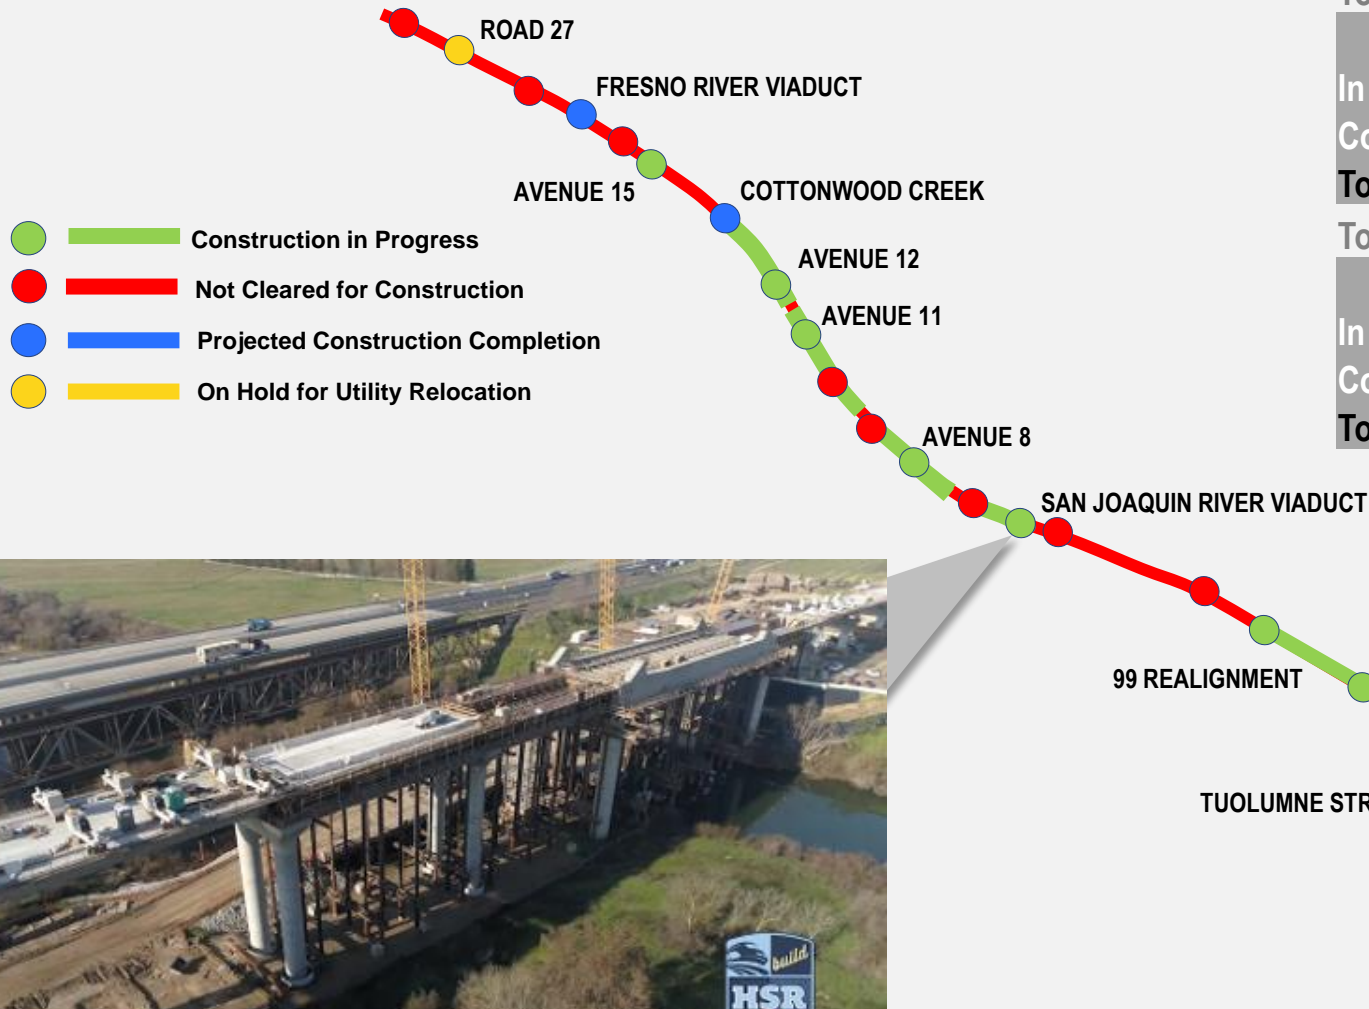 ROAD 27
FRESNO RIVER VIADUCT
AVENUE 15
COTTONWOOD CREEK
AVENUE 12
AVENUE 11
AVENUE 8
SAN JOAQUIN RIVER VIADUCT
99 REALIGNMENT
Construction in Progress
Not Cleared for Construction
Projected Construction Completion
On Hold for Utility Relocation
In
In
build
HSR